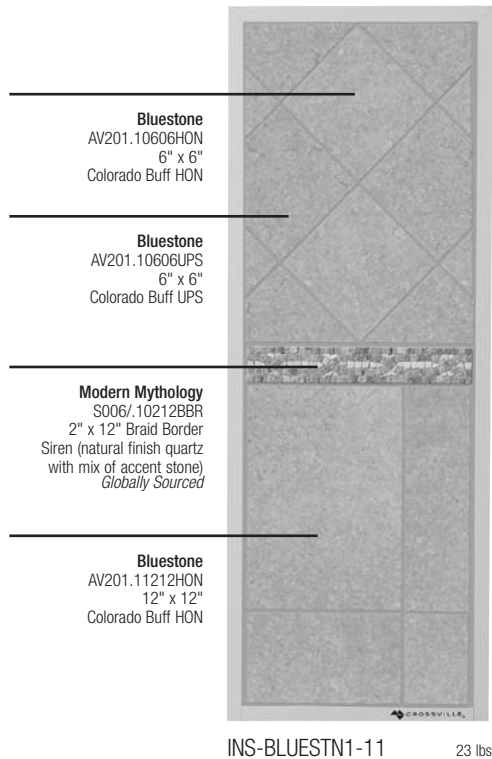 Bluestone
AV201.10606HON
6" x 6"
Colorado Buff HON
Bluestone
AV201.10606UPS
6" x 6"
Colorado Buff UPS
Modern Mythology
S006/.10212BBR
2" x 12" Braid Border
Siren (natural finish quartz
with mix of accent stone)
Globally Sourced
Bluestone
AV201.11212HON
12" x 12"
Colorado Buff HON
CROSSVILLE
INS-BLUESTN1-11 23 lbs